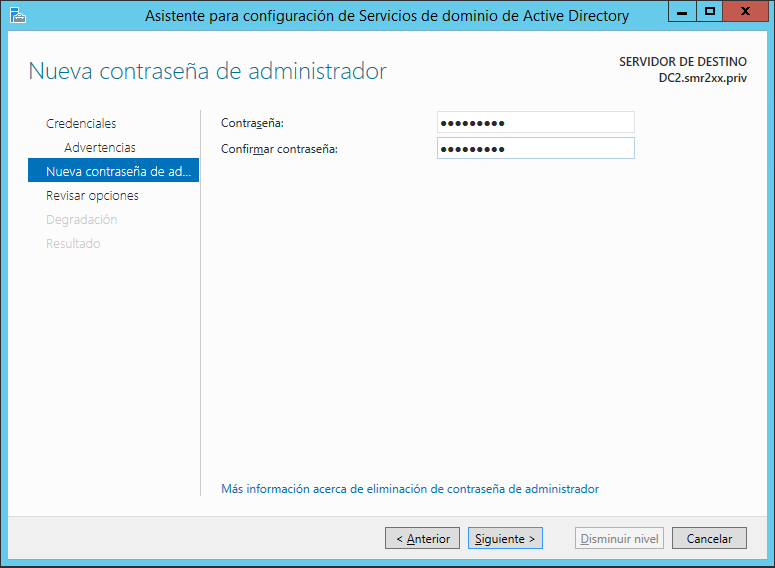 Asistente para configuración de Servicios de dominio de Active Directory
Nueva contraseña de administrador
SERVIDOR DE DESTINO
DC2.smr2xx.priv
Credenciales
Advertencias
Nueva contraseña de ad...
Revisar opciones
Degradación
Resultado
Contraseña: ●●●●●●●●●
Confirmar contraseña: ●●●●●●●●●
Más información acerca de eliminación de contraseña de administrador
< Anterior Siguiente > Disminuir nivel Cancelar